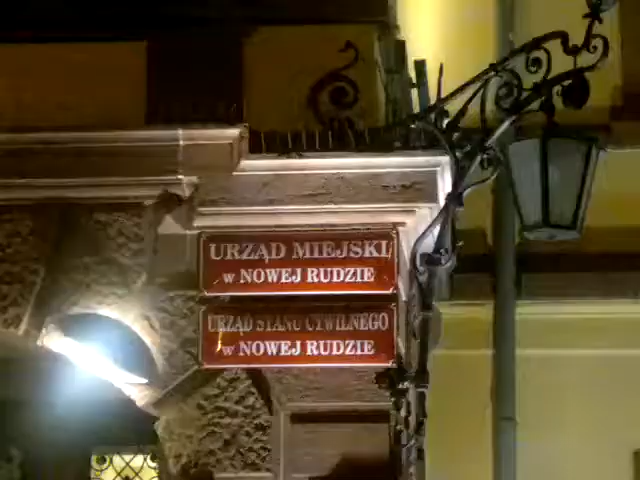 URZĄD MIEJSKI
w NOWEJ RUDZIE
URZĄD STANU CYWILNEGO
w NOWEJ RUDZIE